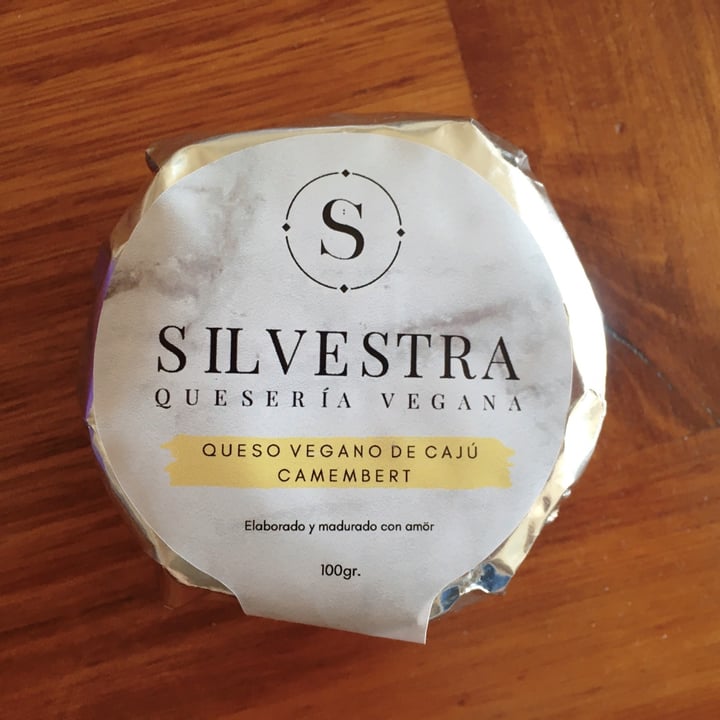 S
SILVESTRA
QUESERÍA VEGANA
QUESO VEGANO DE CAJÚ
CAMEMBERT
Elaborado y madurado con amör
100gr.